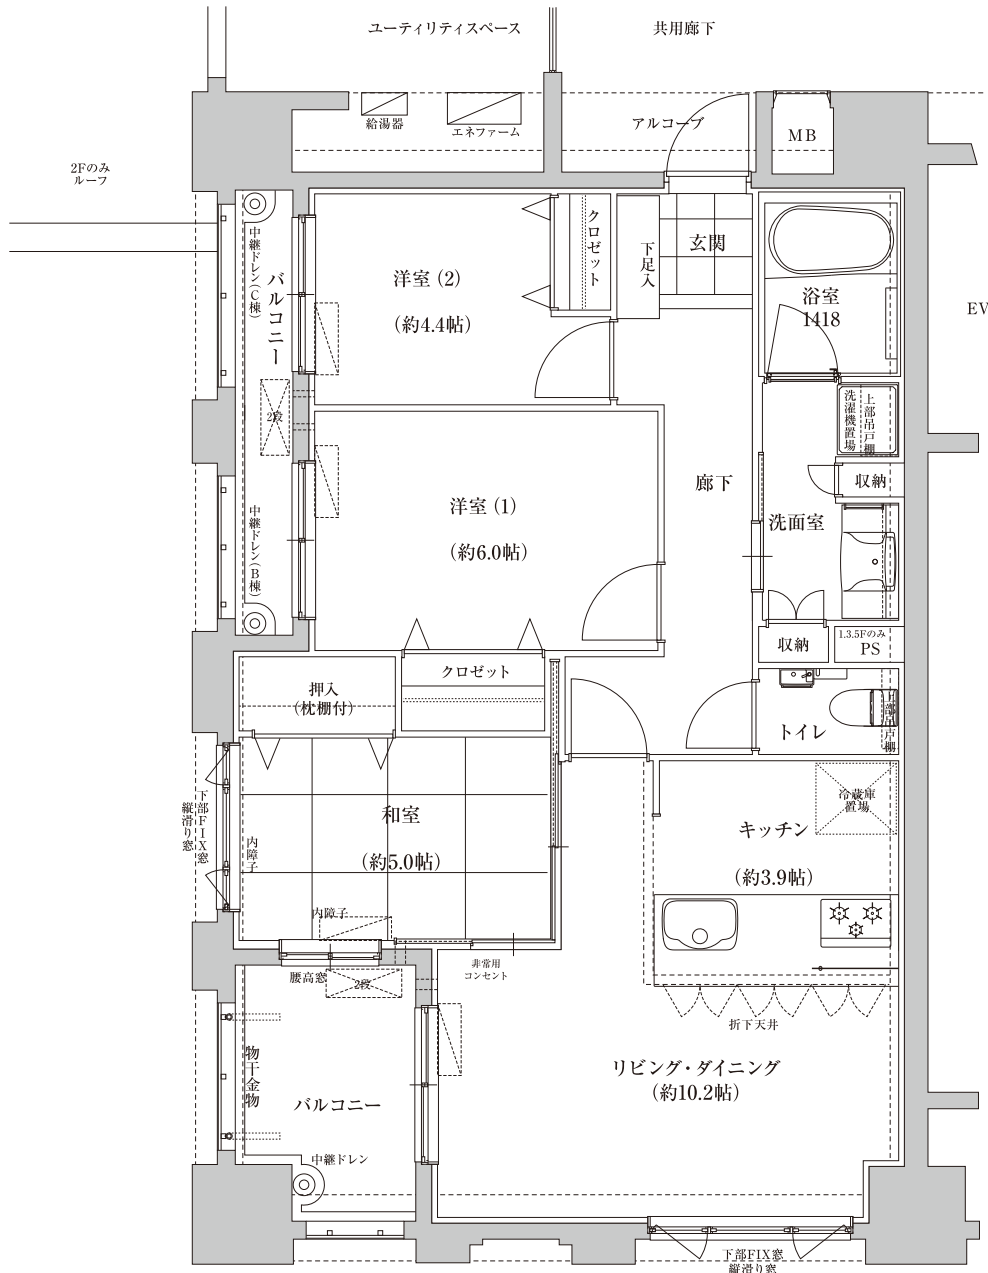 ユーティリティスペース
共用廊下
給湯器
エネファーム
アルコーブ
MB
2Fのみ
ルーフ
中継ドレン(C棟)
バルコニー
洋室(2)
(約4.4帖)
クロゼット
下足入
玄関
浴室
1418
EV
2段
洗濯機置場
上部吊戸棚
収納
洋室(1)
(約6.0帖)
廊下
洗面室
中継ドレン(B棟)
収納
1.3.5Fのみ
PS
クロゼット
押入
(枕棚付)
トイレ
上部吊戸棚
和室
(約5.0帖)
下部FIX窓
縦滑り窓
内障子
内障子
冷蔵庫
置場
キッチン
(約3.9帖)
腰高窓
2段
非常用
コンセント
折下天井
物干金物
バルコニー
リビング・ダイニング
(約10.2帖)
中継ドレン
下部FIX窓
縦滑り窓